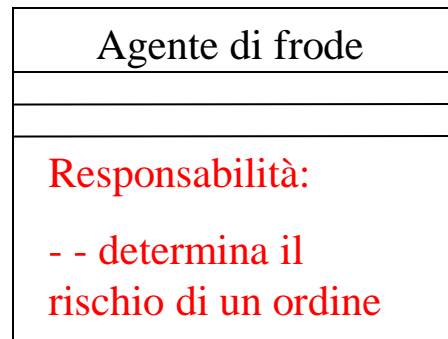 Agente di frode
Responsabilità:
- - determina il
rischio di un ordine